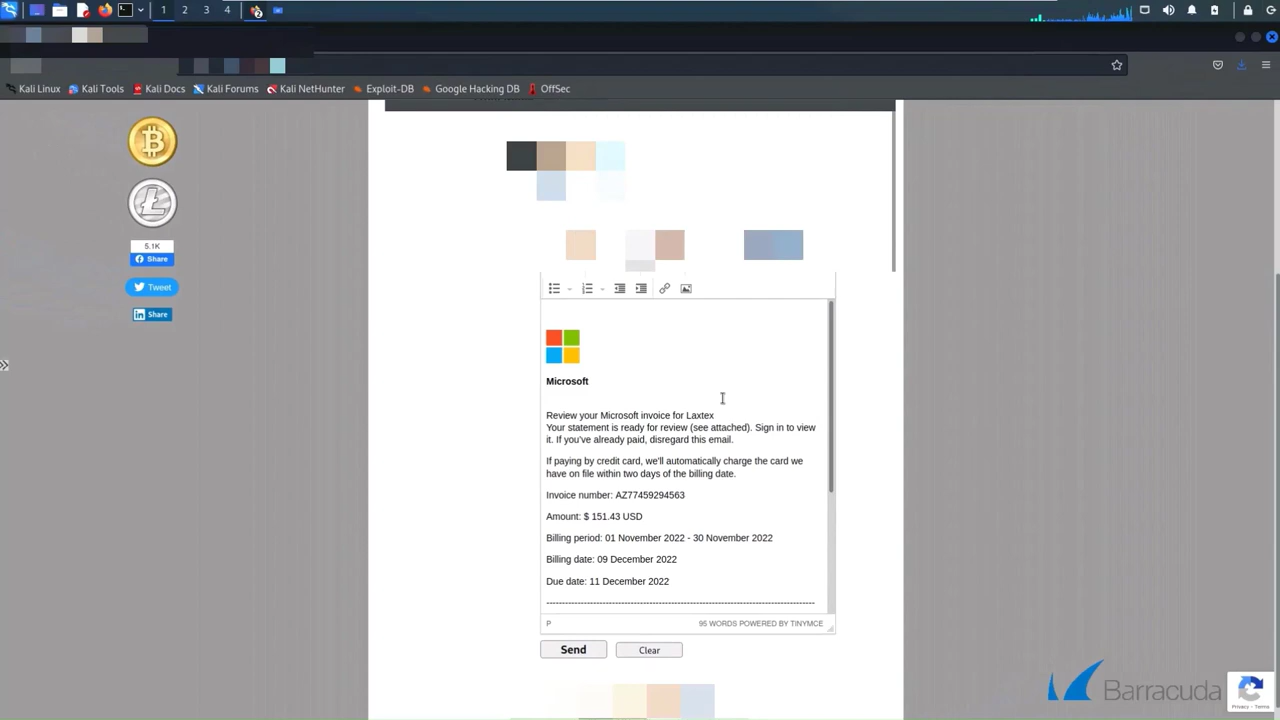 1 2 3 4
Kali Linux Kali Tools Kali Docs Kali Forums Kali NetHunter Exploit-DB Google Hacking DB OffSec
5.1K
Share
Tweet
Share
Microsoft
Review your Microsoft invoice for Laxtex
Your statement is ready for review (see attached). Sign in to view
it. If you've already paid, disregard this email.
If paying by credit card, we'll automatically charge the card we
have on file within two days of the billing date.
Invoice number: AZ77459294563
Amount: $ 151.43 USD
Billing period: 01 November 2022 - 30 November 2022
Billing date: 09 December 2022
Due date: 11 December 2022
--------------------------------------------------------------------------------
P 95 WORDS POWERED BY TINYMCE
Send Clear
Barracuda
Privacy - Terms